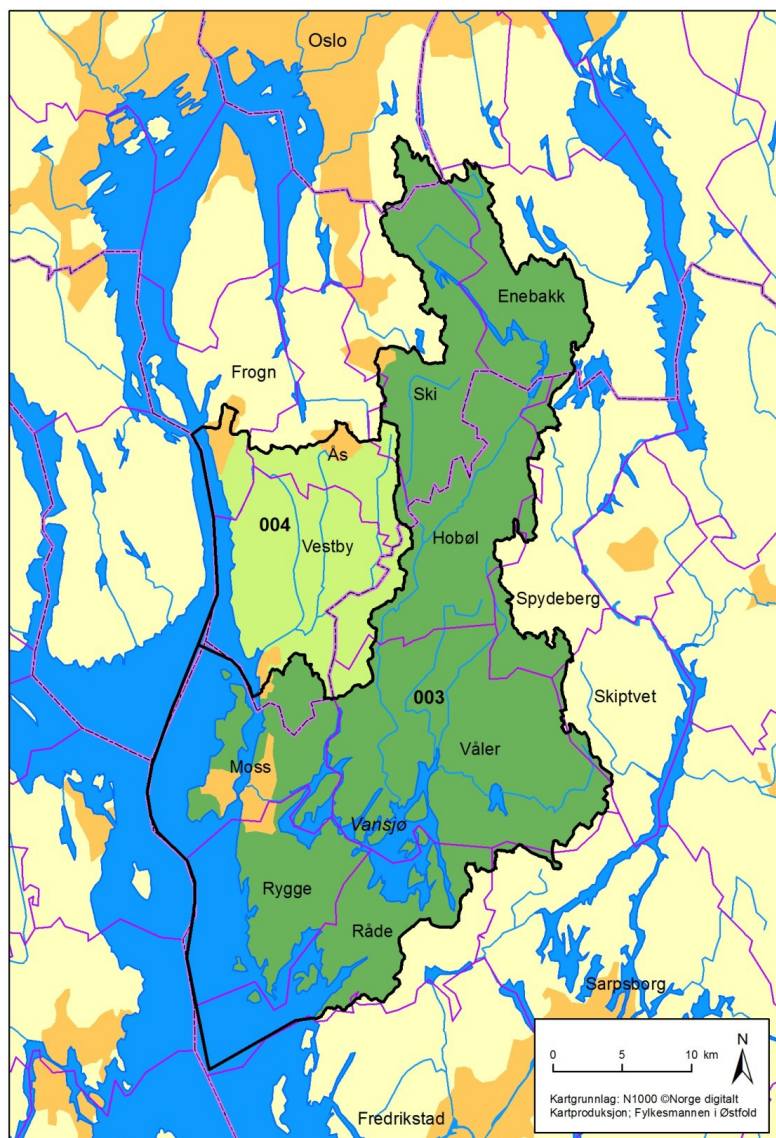 Oslo
Enebakk
Frogn
Ski
Ås
004
Vestby
Hobøl
Spydeberg
003
Skiptvet
Våler
Moss
Vansjø
Rygge
Råde
Sarpsborg
N
0 5 10 km
Kartgrunnlag: N1000 ©Norge digitalt
Kartproduksjon; Fylkesmannen i Østfold
Fredrikstad